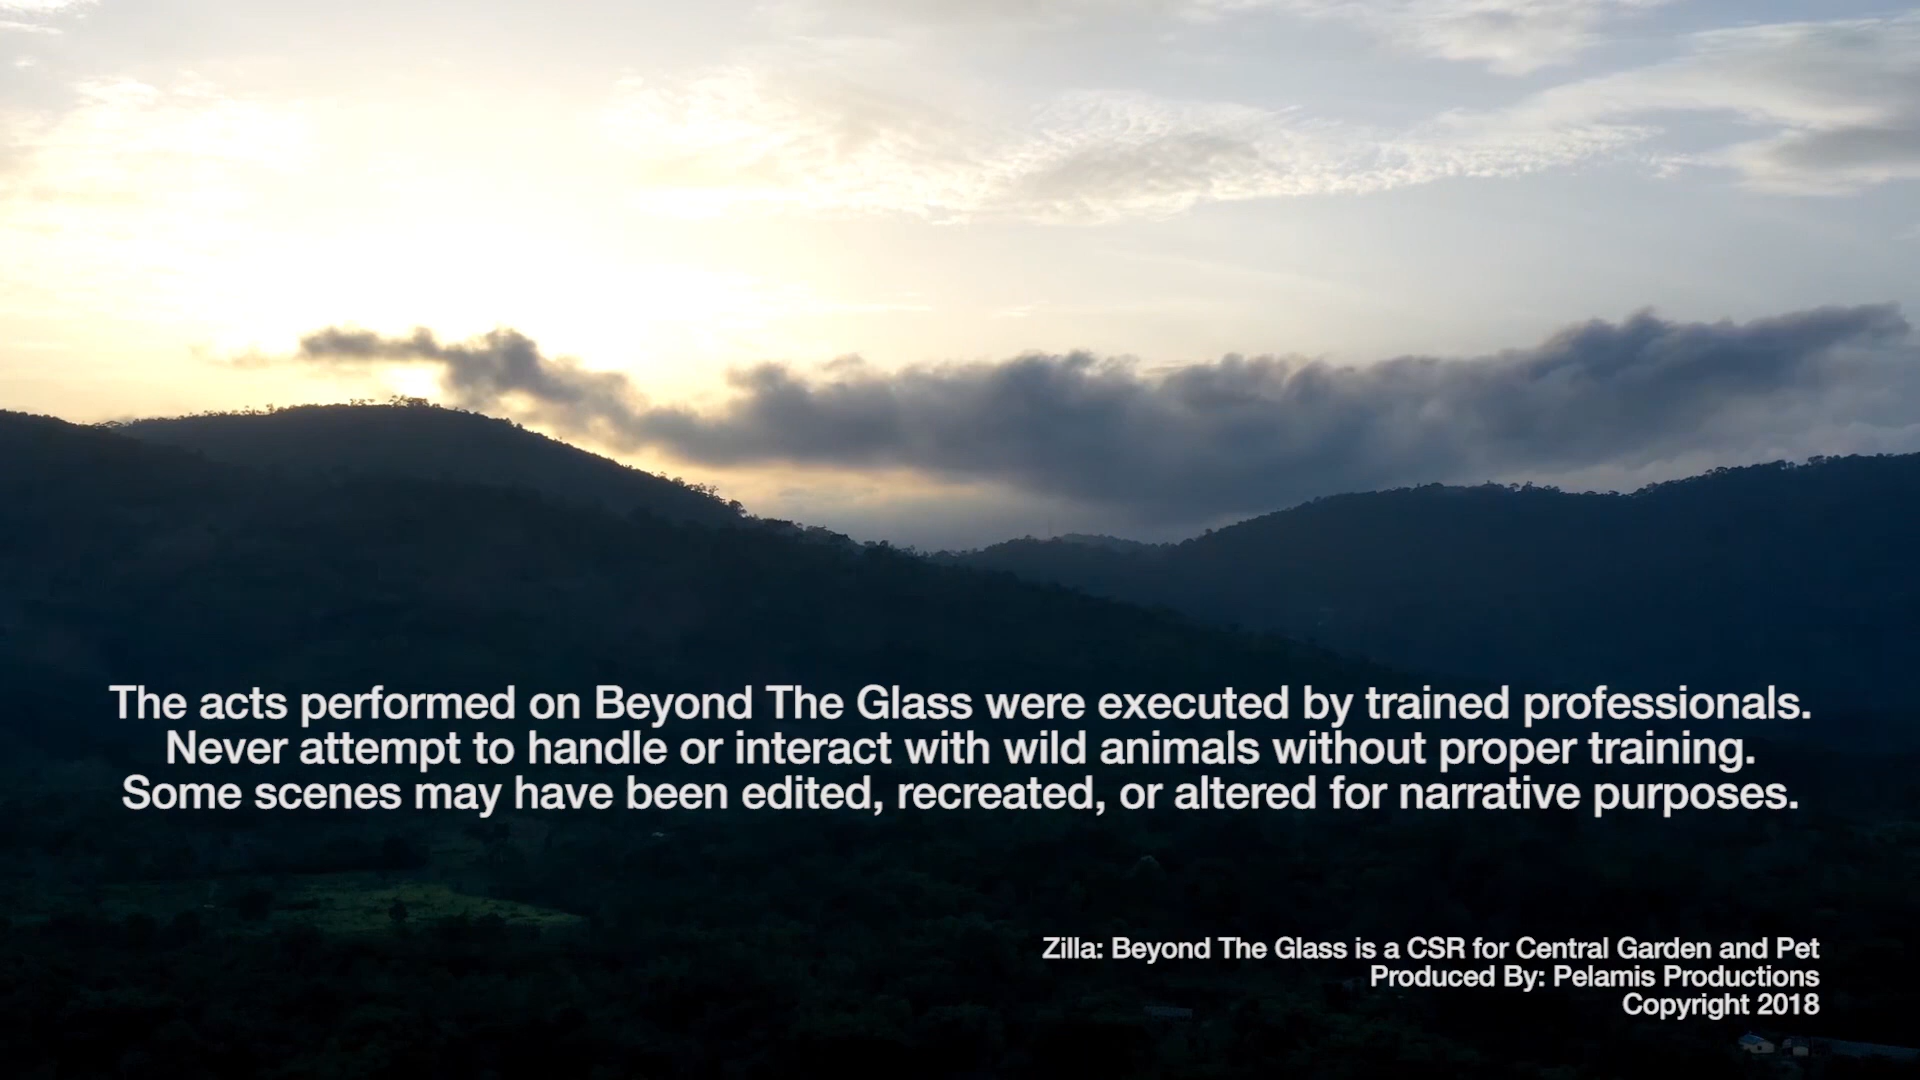 The acts performed on Beyond The Glass were executed by trained professionals.
Never attempt to handle or interact with wild animals without proper training.
Some scenes may have been edited, recreated, or altered for narrative purposes.
Zilla: Beyond The Glass is a CSR for Central Garden and Pet
Produced By: Pelamis Productions
Copyright 2018